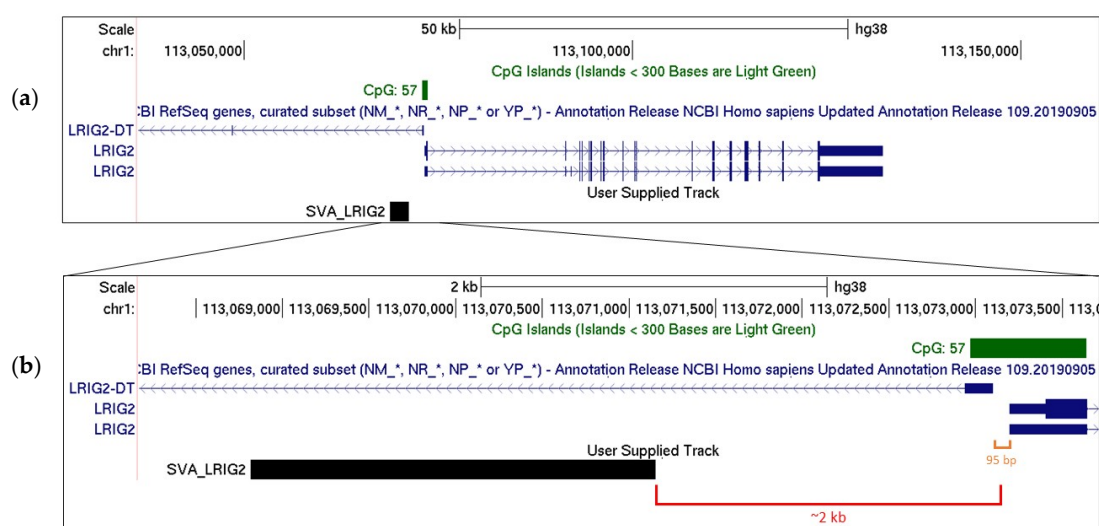 (a)
Scale 50 kb hg38
chr1: 113,050,000 113,100,000 113,150,000
CpG Islands (Islands < 300 Bases are Light Green)
CpG: 57
:BI RefSeq genes, curated subset (NM_*, NR_*, NP_* or YP_*) - Annotation Release NCBI Homo sapiens Updated Annotation Release 109.20190905
LRIG2-DT
LRIG2
LRIG2
User Supplied Track
SVA_LRIG2
(b)
Scale 2 kb hg38
chr1: 113,069,000 113,069,500 113,070,000 113,070,500 113,071,000 113,071,500 113,072,000 113,072,500 113,073,000 113,073,500 113,0
CpG Islands (Islands < 300 Bases are Light Green)
CpG: 57
:BI RefSeq genes, curated subset (NM_*, NR_*, NP_* or YP_*) - Annotation Release NCBI Homo sapiens Updated Annotation Release 109.20190905
LRIG2-DT
LRIG2
LRIG2
95 bp
User Supplied Track
SVA_LRIG2
~2 kb